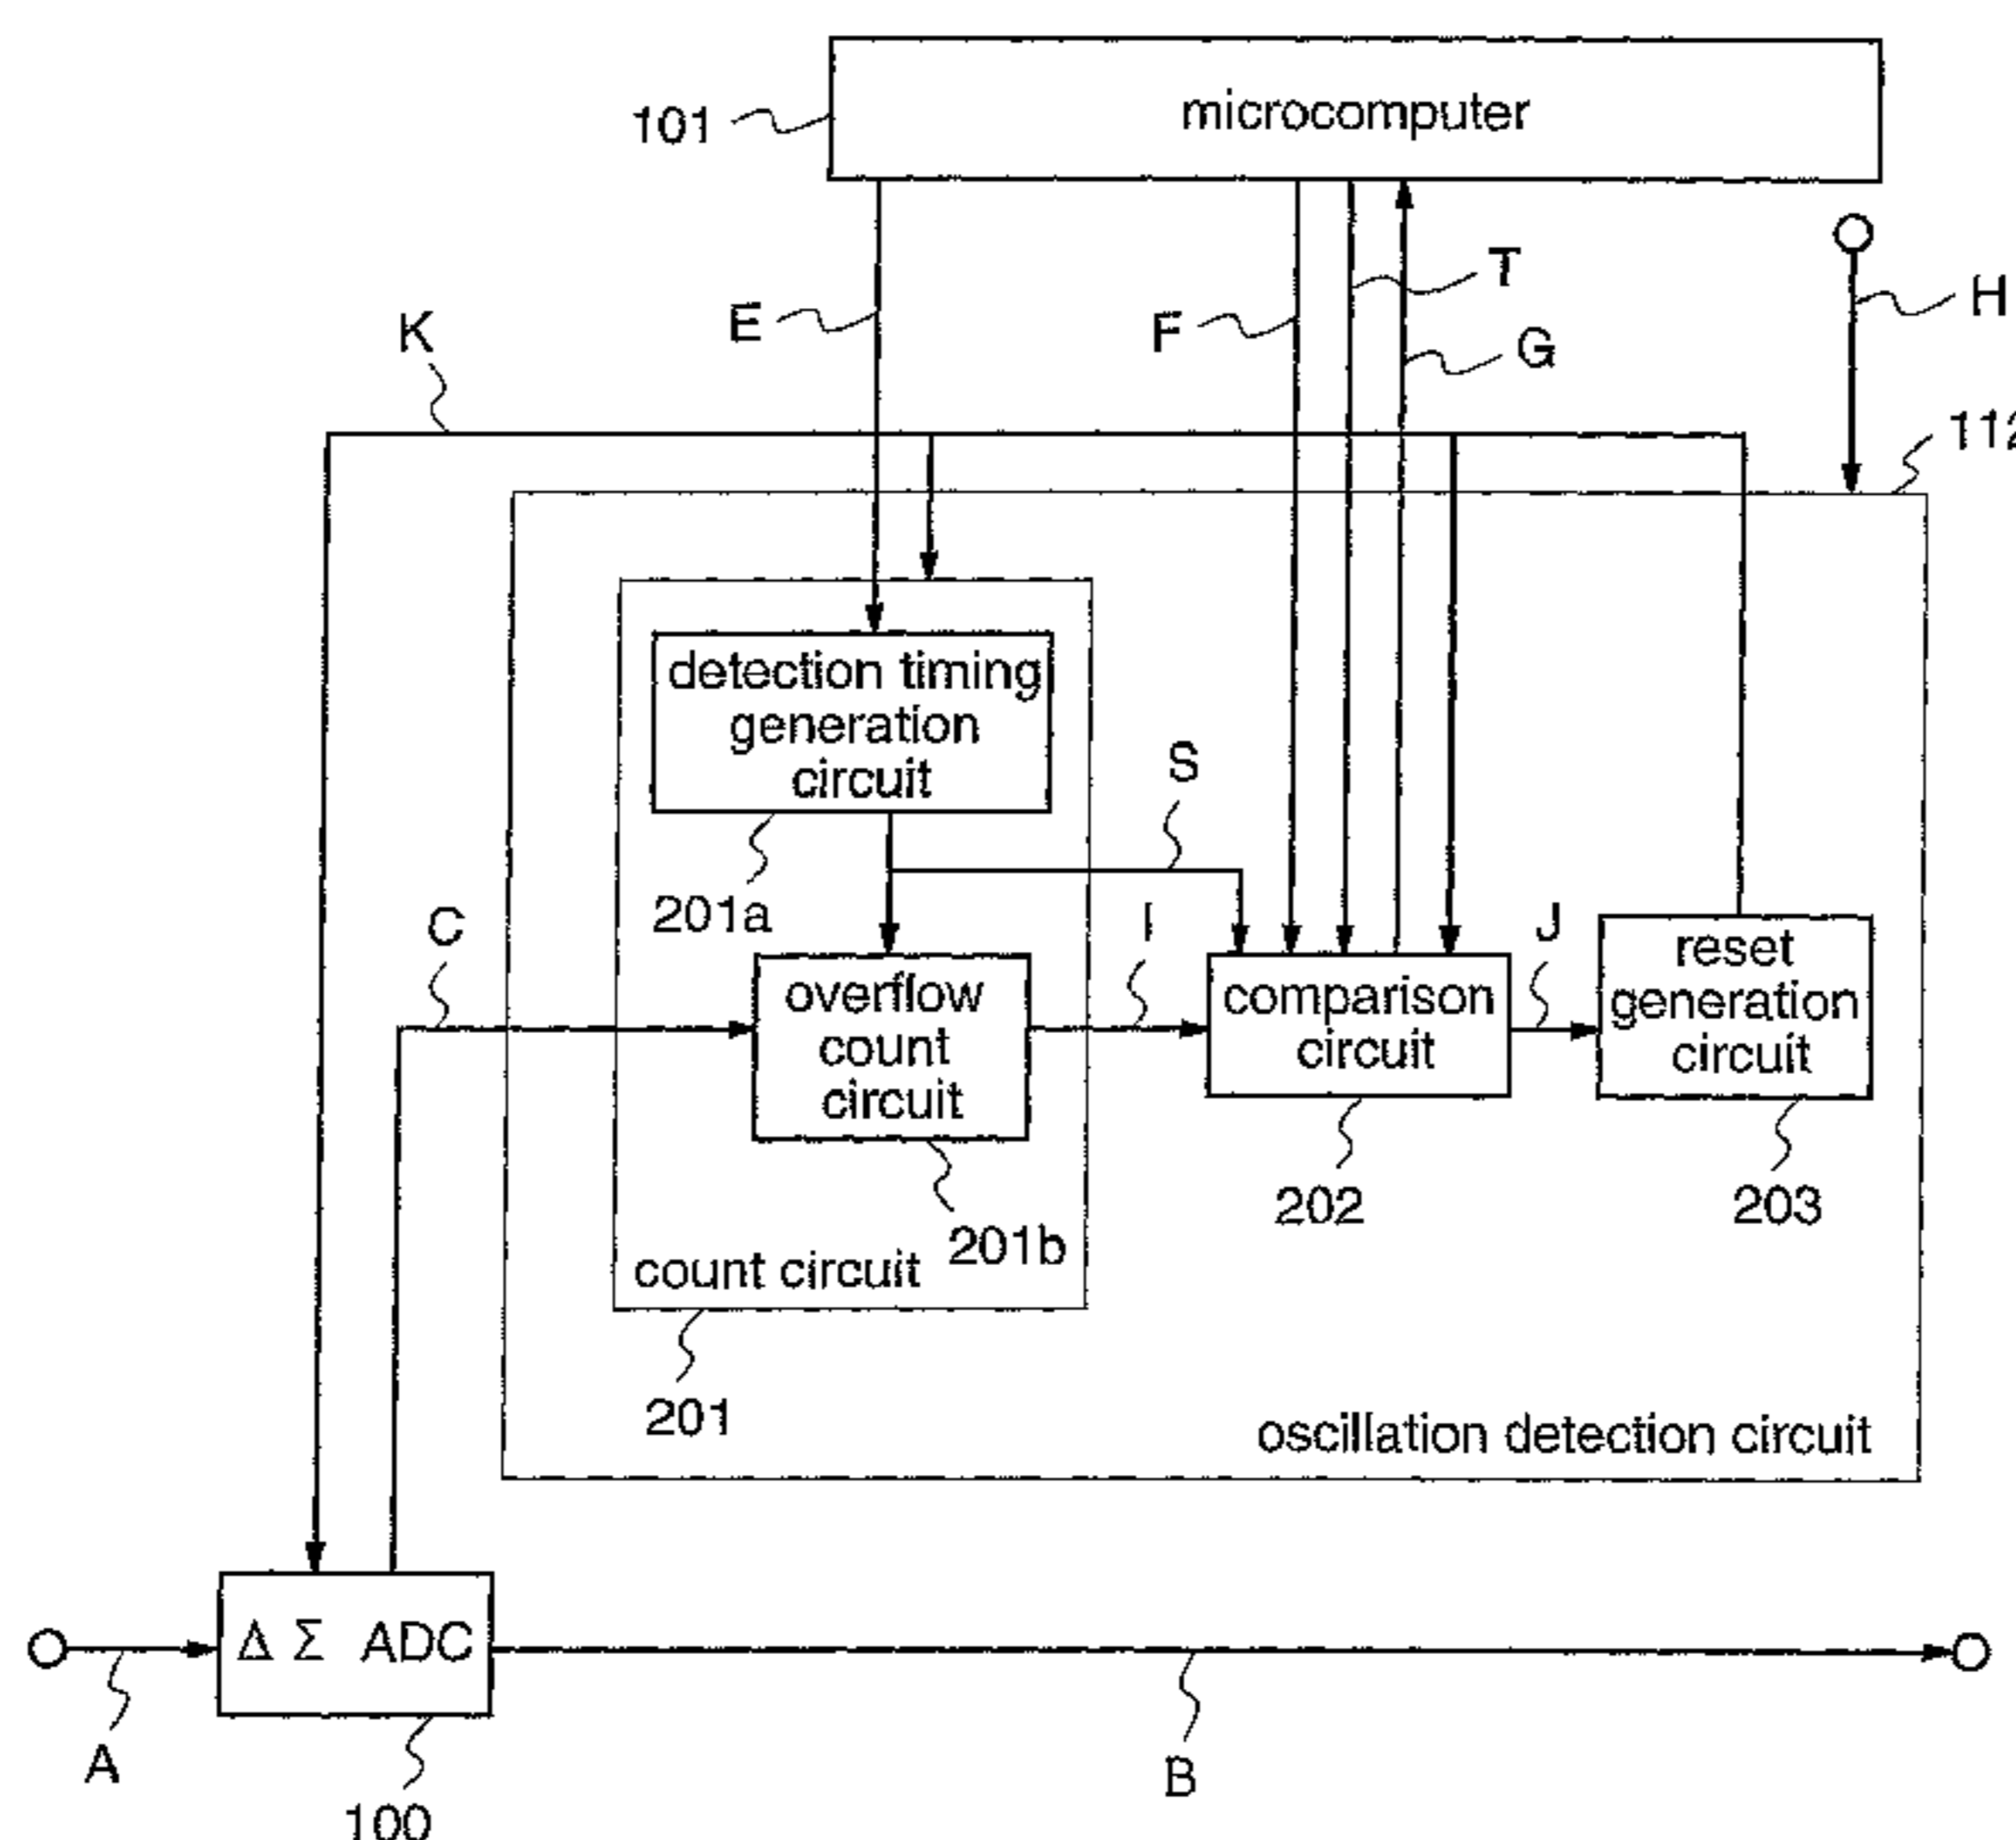 microcomputer
101
T
H
E
F
G
K
112
detection timing
generation
circuit
S
201a
C
I
J
overflow
count
circuit
comparison
circuit
reset
generation
circuit
202
203
201b
count circuit
201
oscillation detection circuit
Δ Σ ADC
A
B
100